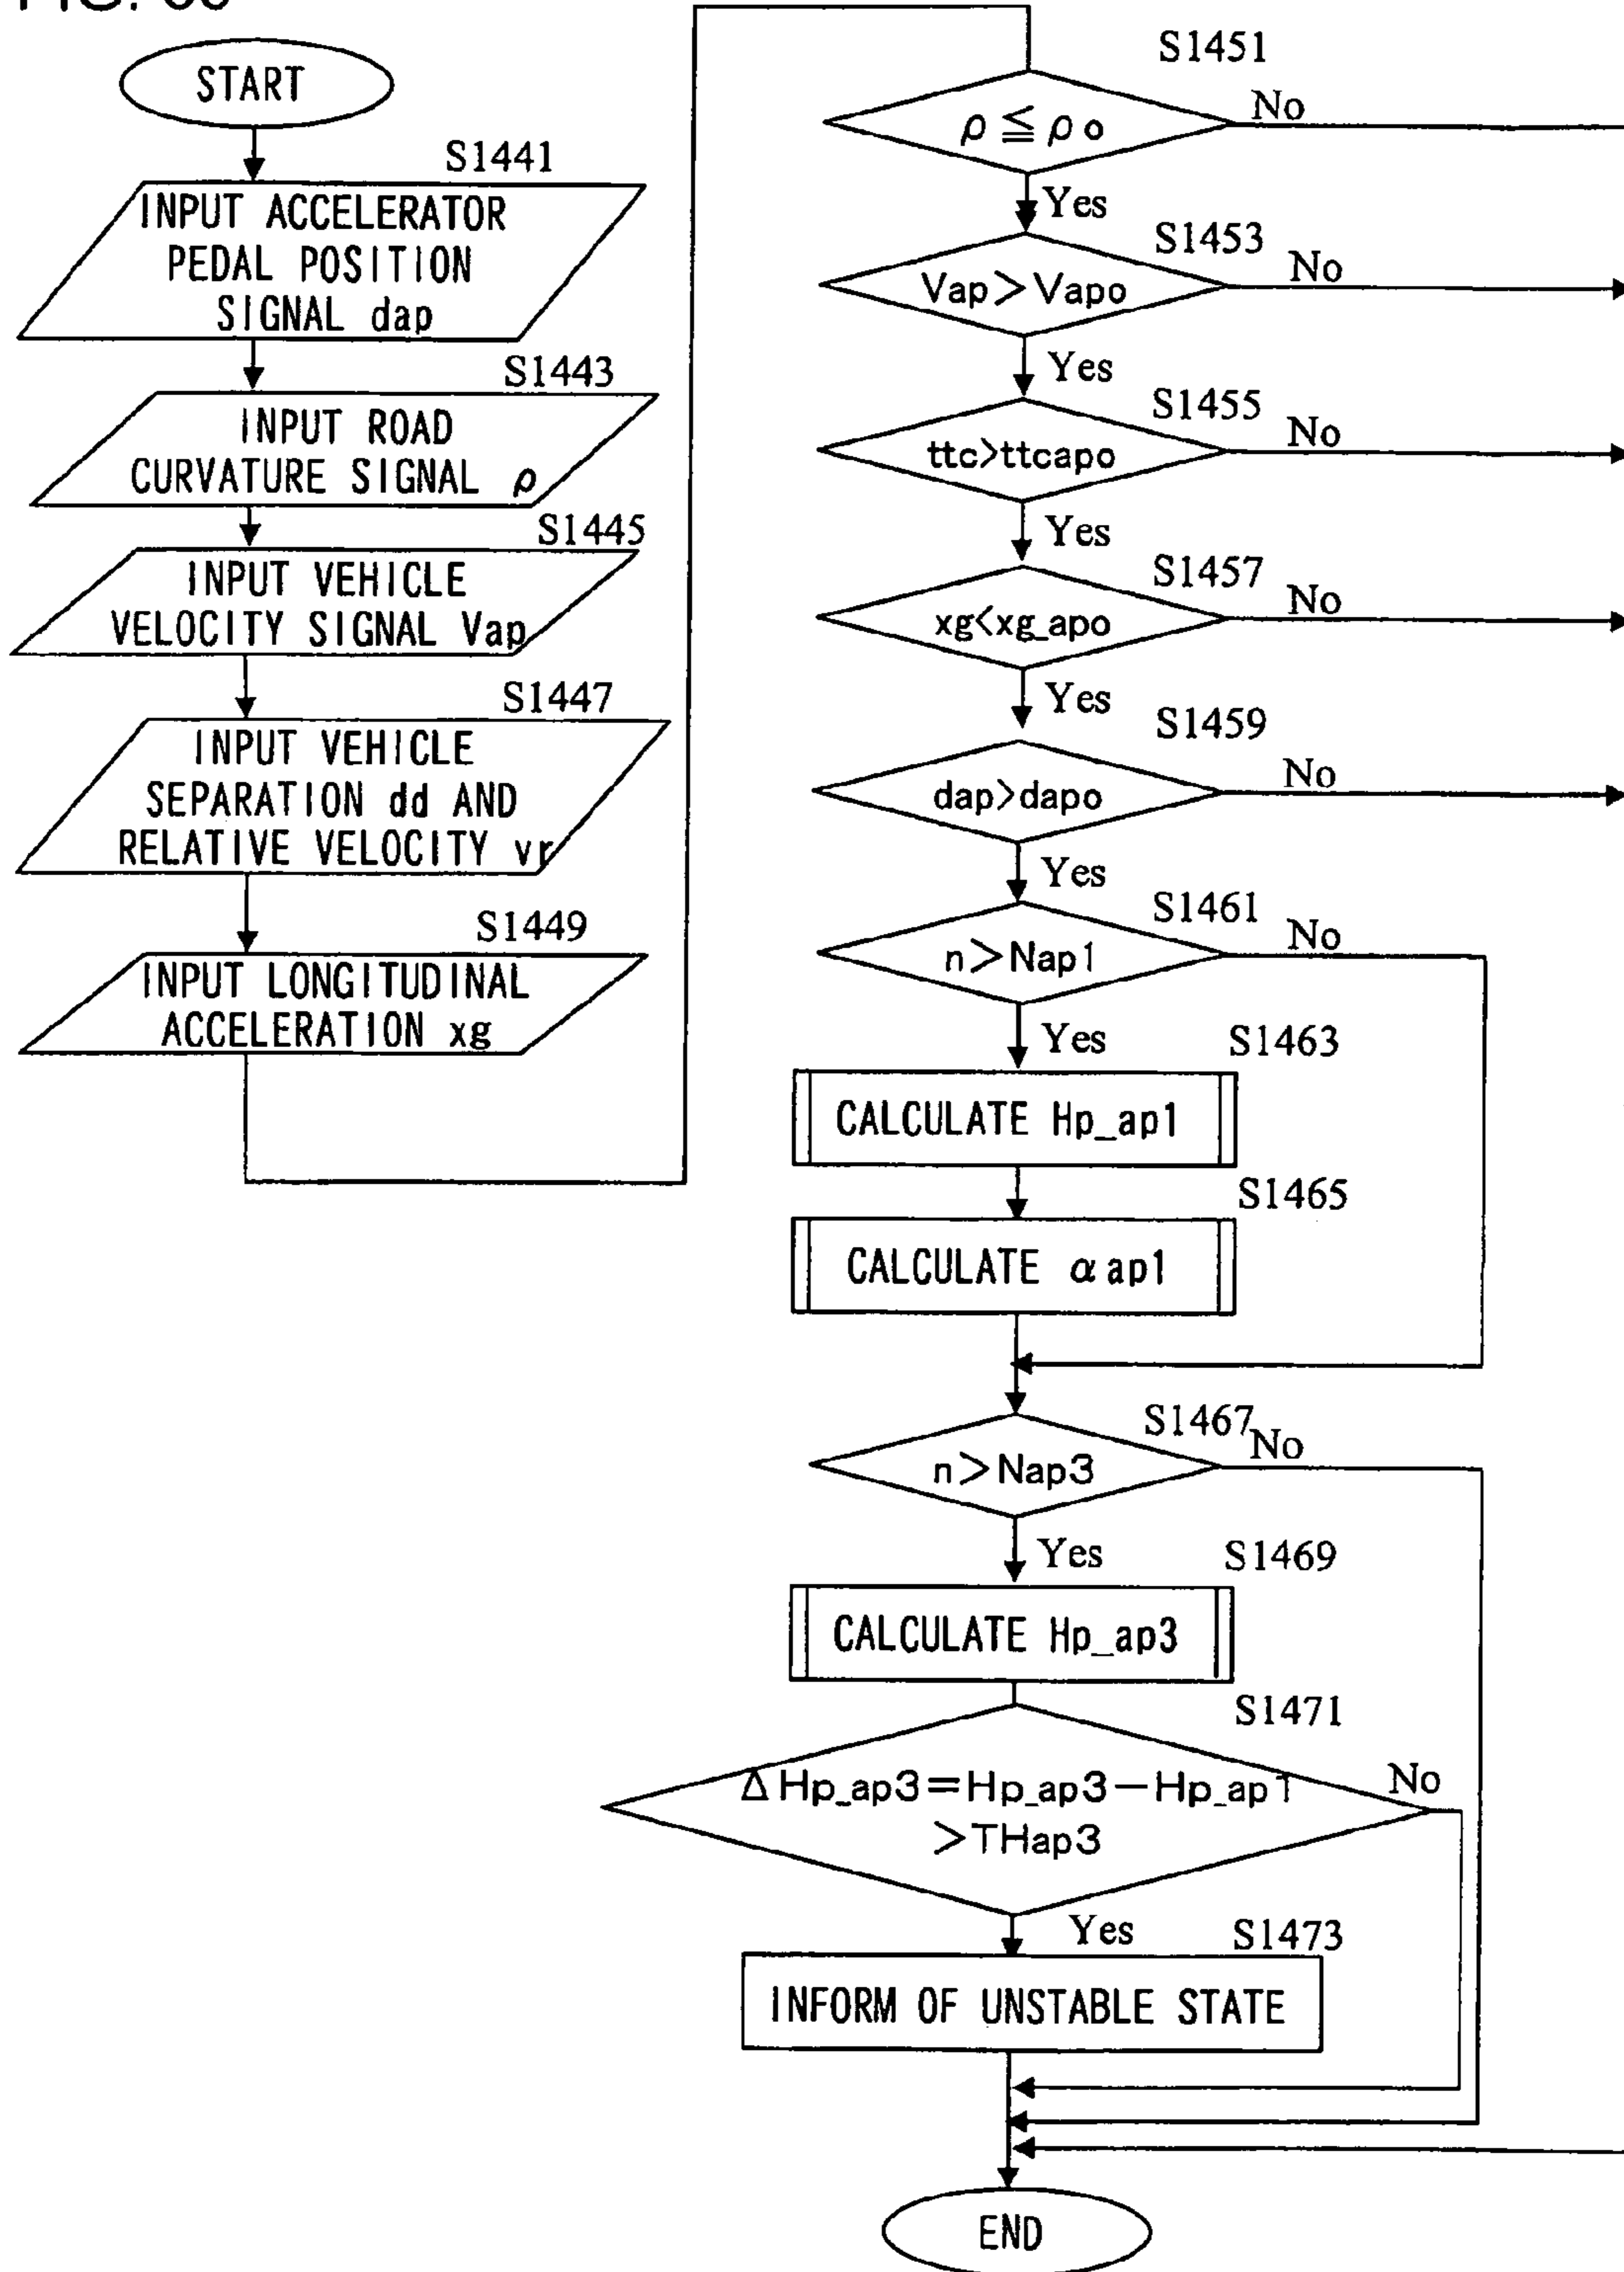 START
S1441
INPUT ACCELERATOR
PEDAL POSITION
SIGNAL dap
S1443
INPUT ROAD
CURVATURE SIGNAL ρ
S1445
INPUT VEHICLE
VELOCITY SIGNAL Vap
S1447
INPUT VEHICLE
SEPARATION dd AND
RELATIVE VELOCITY vr
S1449
INPUT LONGITUDINAL
ACCELERATION xg
S1451
ρ ≦ ρo
No
Yes
S1453
Vap>Vapo
No
Yes
S1455
ttc>ttcapo
No
Yes
S1457
xg<xg_apo
No
Yes
S1459
dap>dapo
No
Yes
S1461
n>Nap1
No
Yes
S1463
CALCULATE Hp_ap1
S1465
CALCULATE αap1
S1467
n>Nap3
No
Yes
S1469
CALCULATE Hp_ap3
S1471
ΔHp_ap3=Hp_ap3−Hp_ap1
>THap3
No
Yes
S1473
INFORM OF UNSTABLE STATE
END